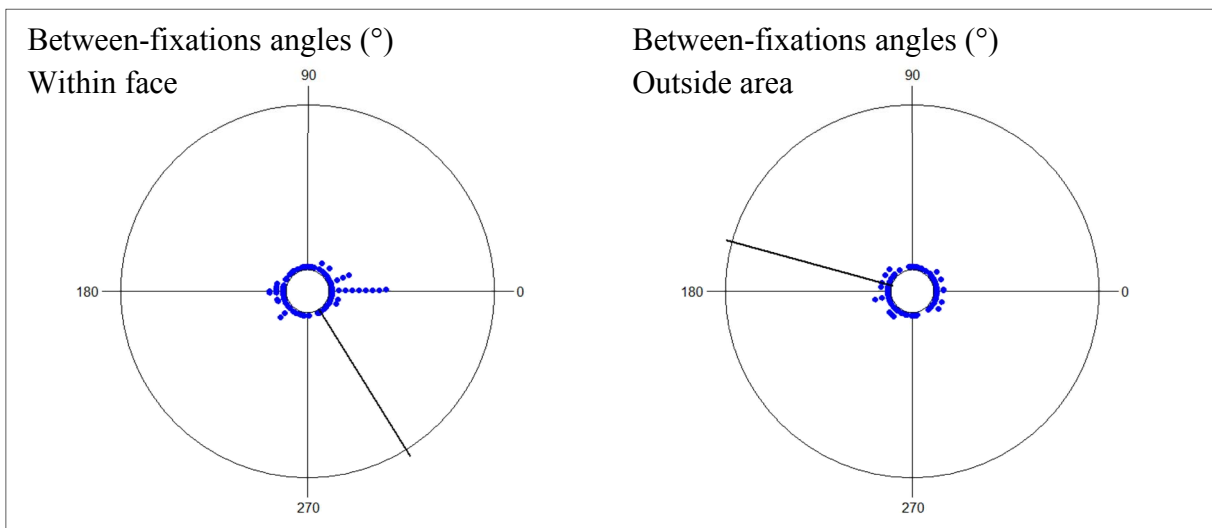 Between-fixations angles (°)
Within face
90
180
0
270
Between-fixations angles (°)
Outside area
90
180
0
270